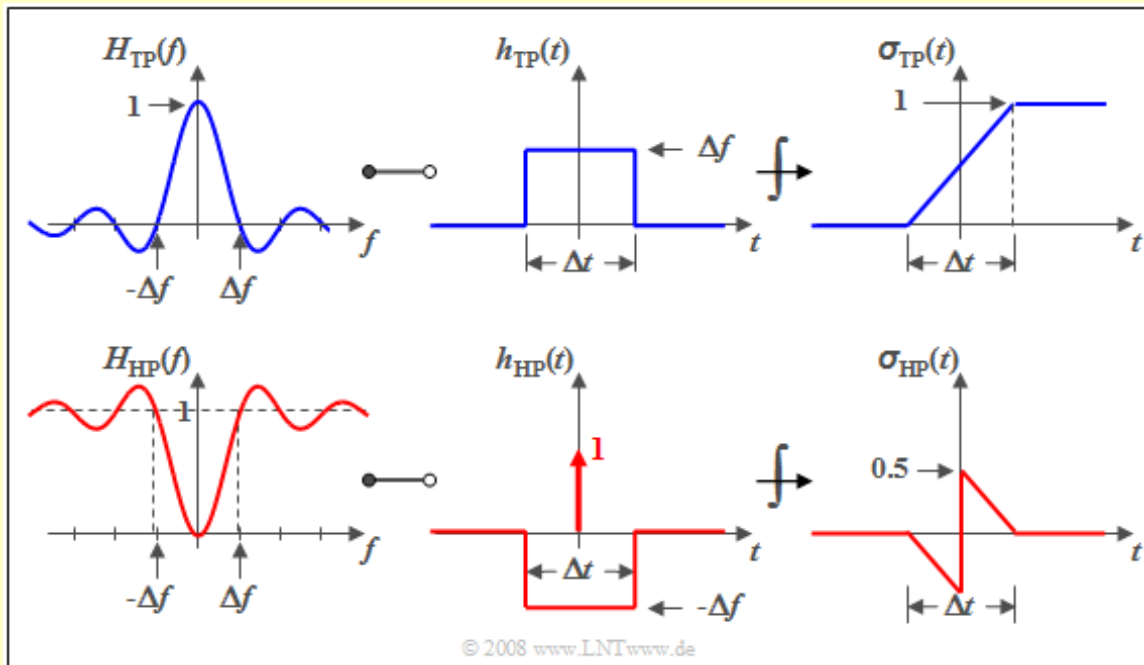 H_TP(f)
1
f
-Δf
Δf
h_TP(t)
Δf
Δt
t
σ_TP(t)
1
Δt
t
H_HP(f)
1
f
-Δf
Δf
h_HP(t)
1
Δt
t
-Δf
σ_HP(t)
0.5
Δt
t
© 2008 www.LNTwww.de